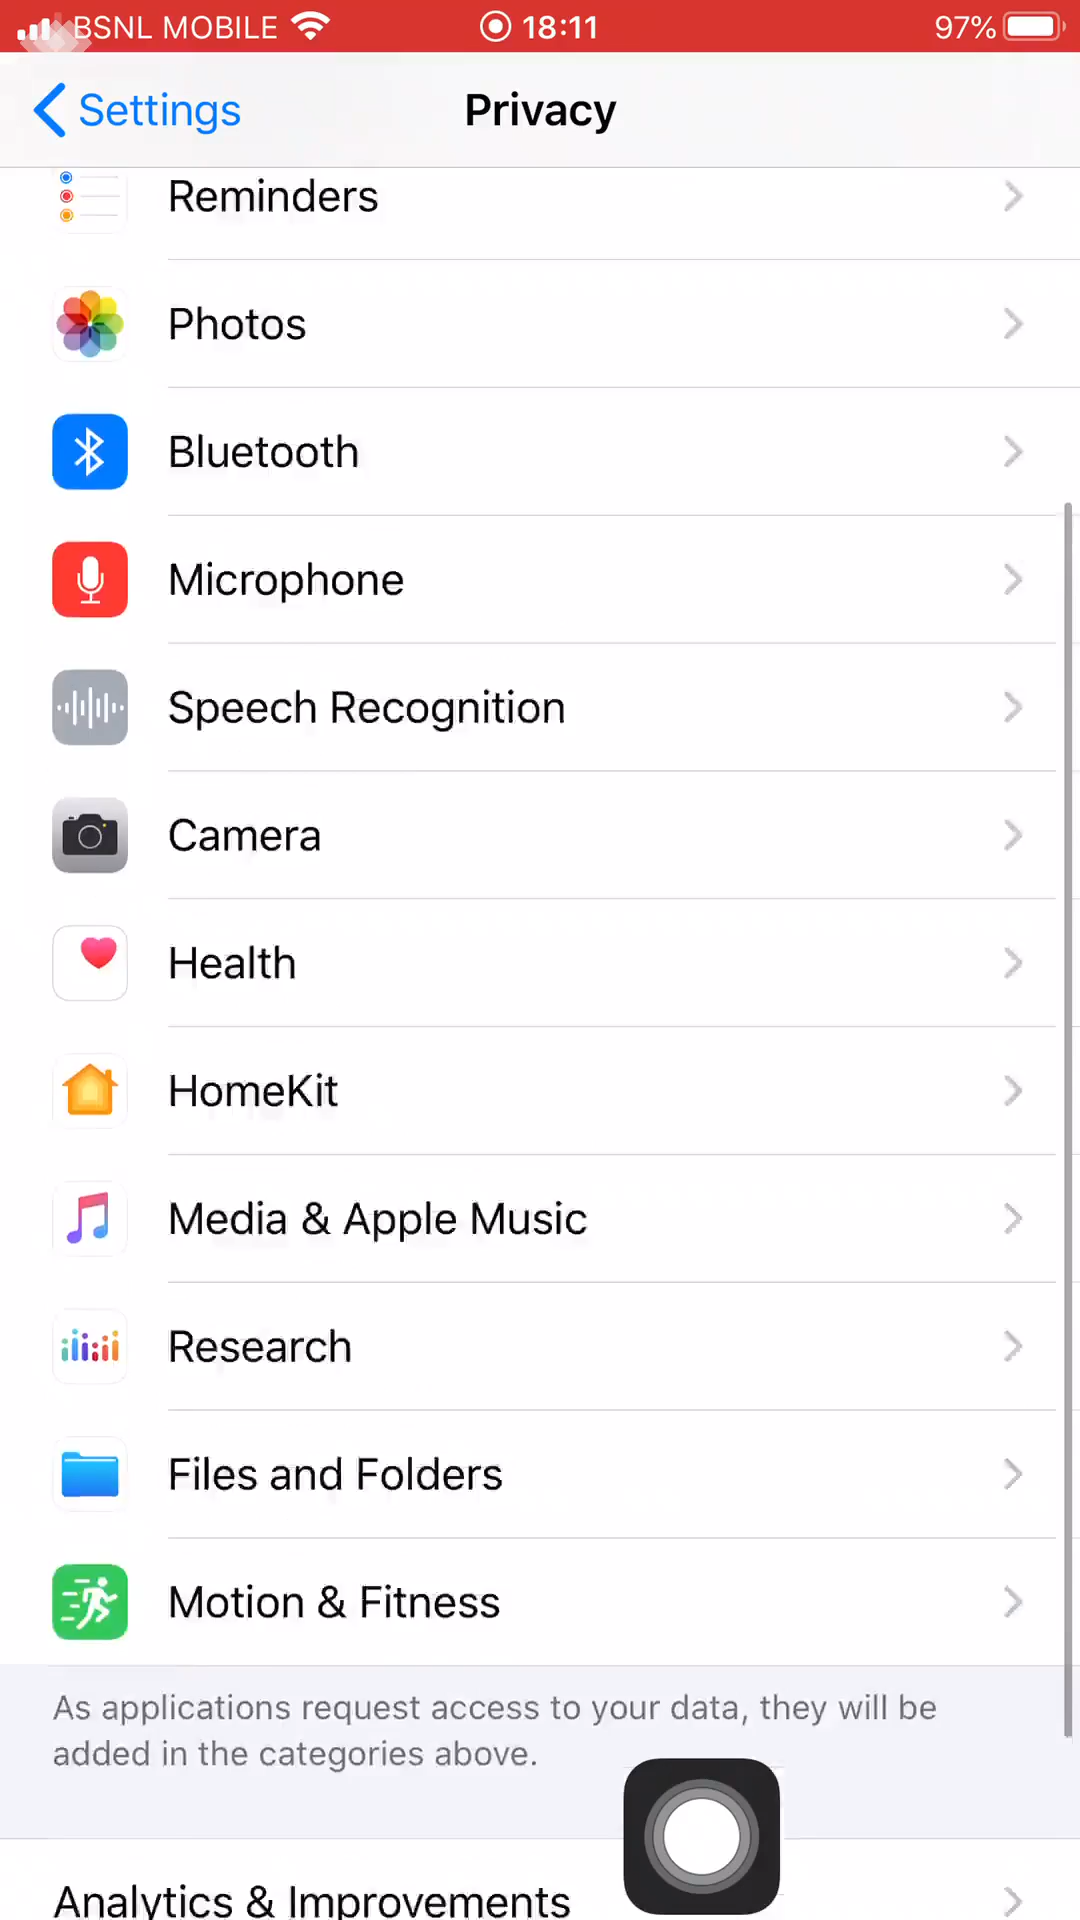 BSNL MOBILE 18:11 97%
Settings Privacy
Reminders
Photos
Bluetooth
Microphone
Speech Recognition
Camera
Health
HomeKit
Media & Apple Music
Research
Files and Folders
Motion & Fitness
As applications request access to your data, they will be
added in the categories above.
Analytics & Improvements